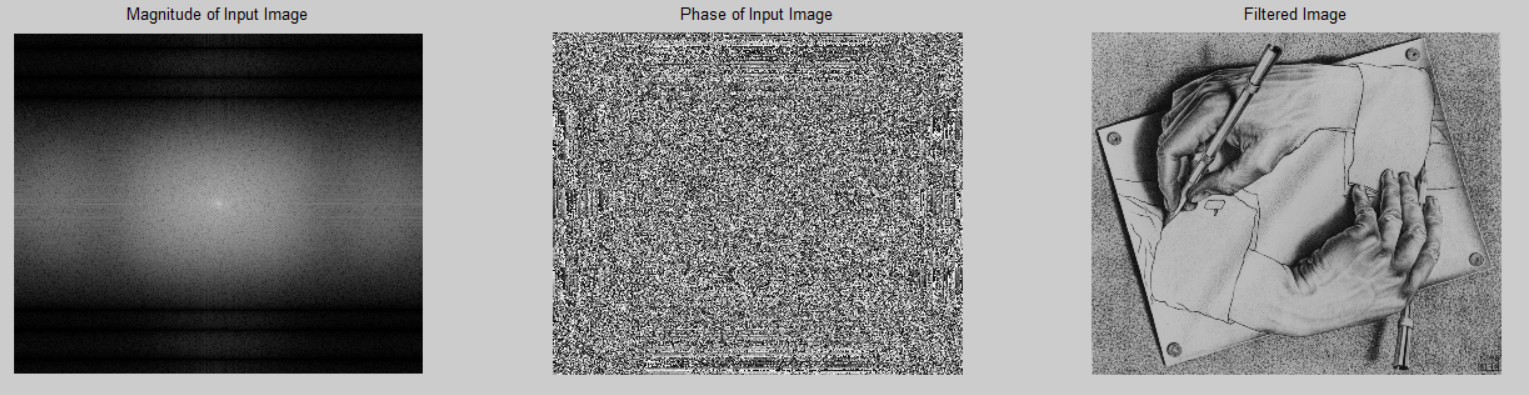 Magnitude of Input Image
Phase of Input Image
Filtered Image